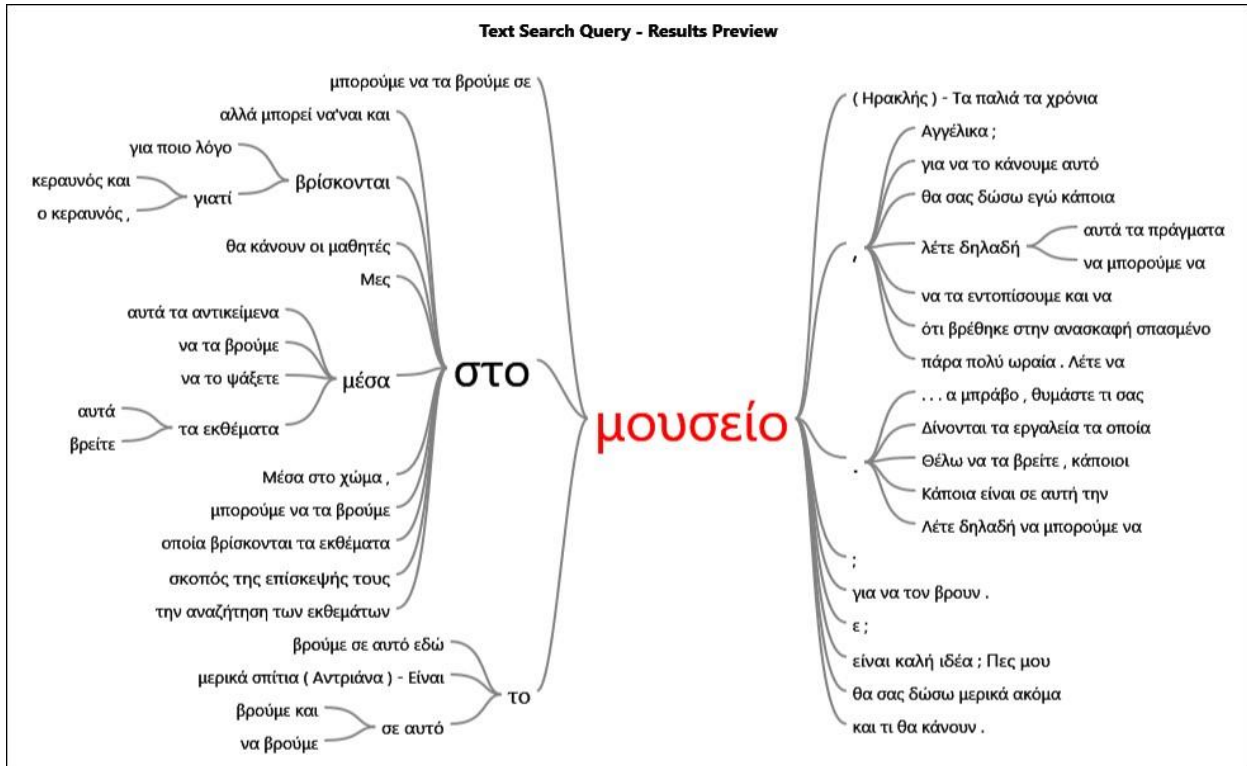 Text Search Query - Results Preview
μπορούμε να τα βρούμε σε
αλλά μπορεί να'ναι και
για ποιο λόγο
κεραυνός και
ο κεραυνός ,
γιατί
βρίσκονται
θα κάνουν οι μαθητές
Μες
αυτά τα αντικείμενα
να τα βρούμε
να το ψάξετε
αυτά
βρείτε
τα εκθέματα
μέσα
Μέσα στο χώμα ,
μπορούμε να τα βρούμε
οποία βρίσκονται τα εκθέματα
σκοπός της επίσκεψής τους
την αναζήτηση των εκθεμάτων
στο
βρούμε σε αυτό εδώ
μερικά σπίτια ( Αντριάνα ) - Είναι
βρούμε και
να βρούμε
σε αυτό
το
μουσείο
( Ηρακλής ) - Τα παλιά τα χρόνια
,
Αγγέλικα ;
για να το κάνουμε αυτό
θα σας δώσω εγώ κάποια
λέτε δηλαδή
αυτά τα πράγματα
να μπορούμε να
να τα εντοπίσουμε και να
ότι βρέθηκε στην ανασκαφή σπασμένο
πάρα πολύ ωραία . Λέτε να
.
. . . α μπράβο , θυμάστε τι σας
Δίνονται τα εργαλεία τα οποία
Θέλω να τα βρείτε , κάποιοι
Κάποια είναι σε αυτή την
Λέτε δηλαδή να μπορούμε να
;
για να τον βρουν .
ε ;
είναι καλή ιδέα ; Πες μου
θα σας δώσω μερικά ακόμα
και τι θα κάνουν .